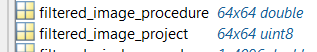 filtered_image_procedure 64x64 double
filtered_image_project 64x64 uint8